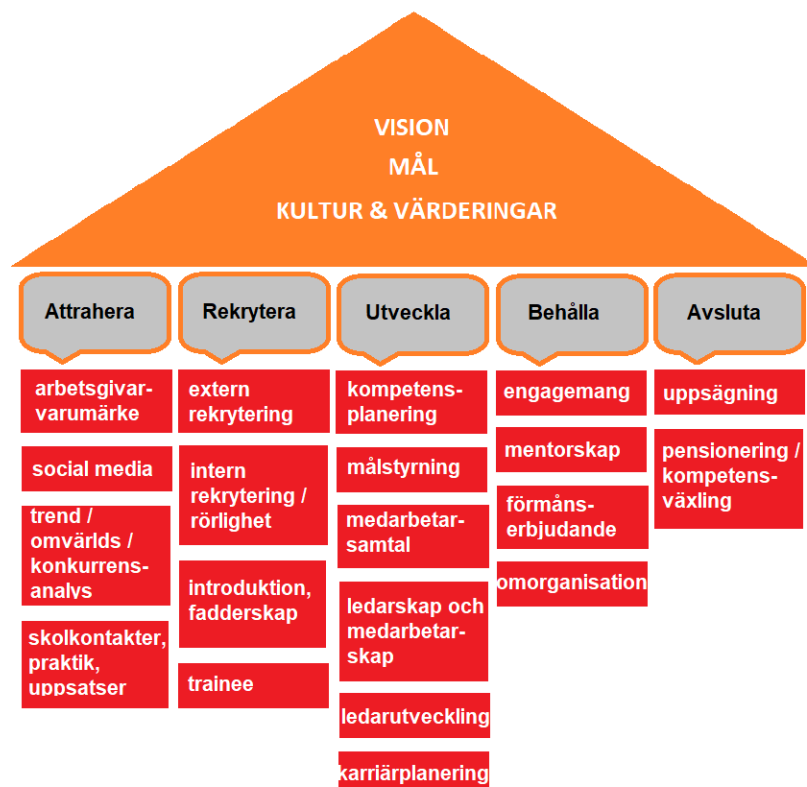 VISION
MÅL
KULTUR & VÄRDERINGAR
Attrahera
arbetsgivar-
varumärke
social media
trend /
omvärlds /
konkurrens-
analys
skolkontakter,
praktik,
uppsatser
Rekrytera
extern
rekrytering
intern
rekrytering /
rörlighet
introduktion,
fadderskap
trainee
Utveckla
kompetens-
planering
målstyrning
medarbetar-
samtal
ledarskap och
medarbetar-
skap
ledarutveckling
karriärplanering
Behålla
engagemang
mentorskap
förmåns-
erbjudande
omorganisation
Avsluta
uppsägning
pensionering /
kompetens-
växling